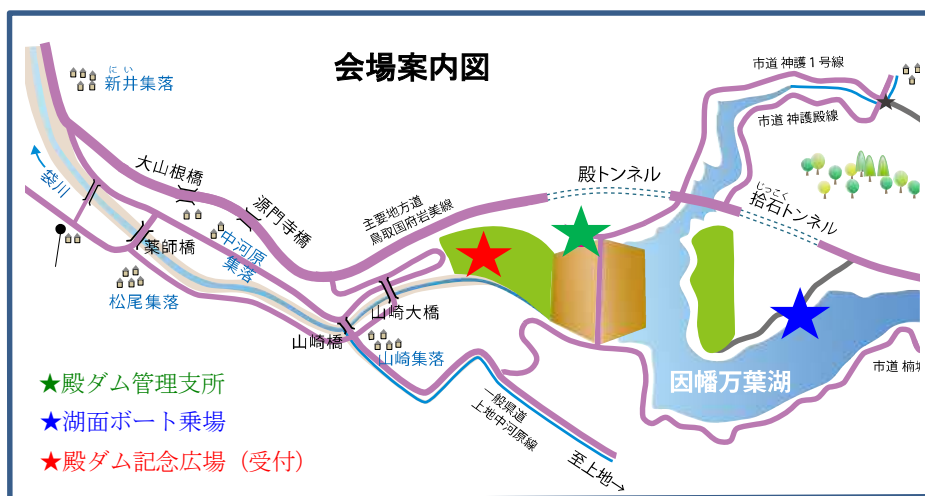 会場案内図
にい
新井集落
市道 神護1号線
市道 神護殿線
袋川
大山根橋
源門寺橋
主要地方道
鳥取国府岩美線
殿トンネル
じっこく
拾石トンネル
薬師橋
中河原
集落
松尾集落
山崎大橋
山崎橋
山崎集落
因幡万葉湖
一般県道
上地中河原線
至上地→
★殿ダム管理支所
★湖面ボート乗場
★殿ダム記念広場（受付）